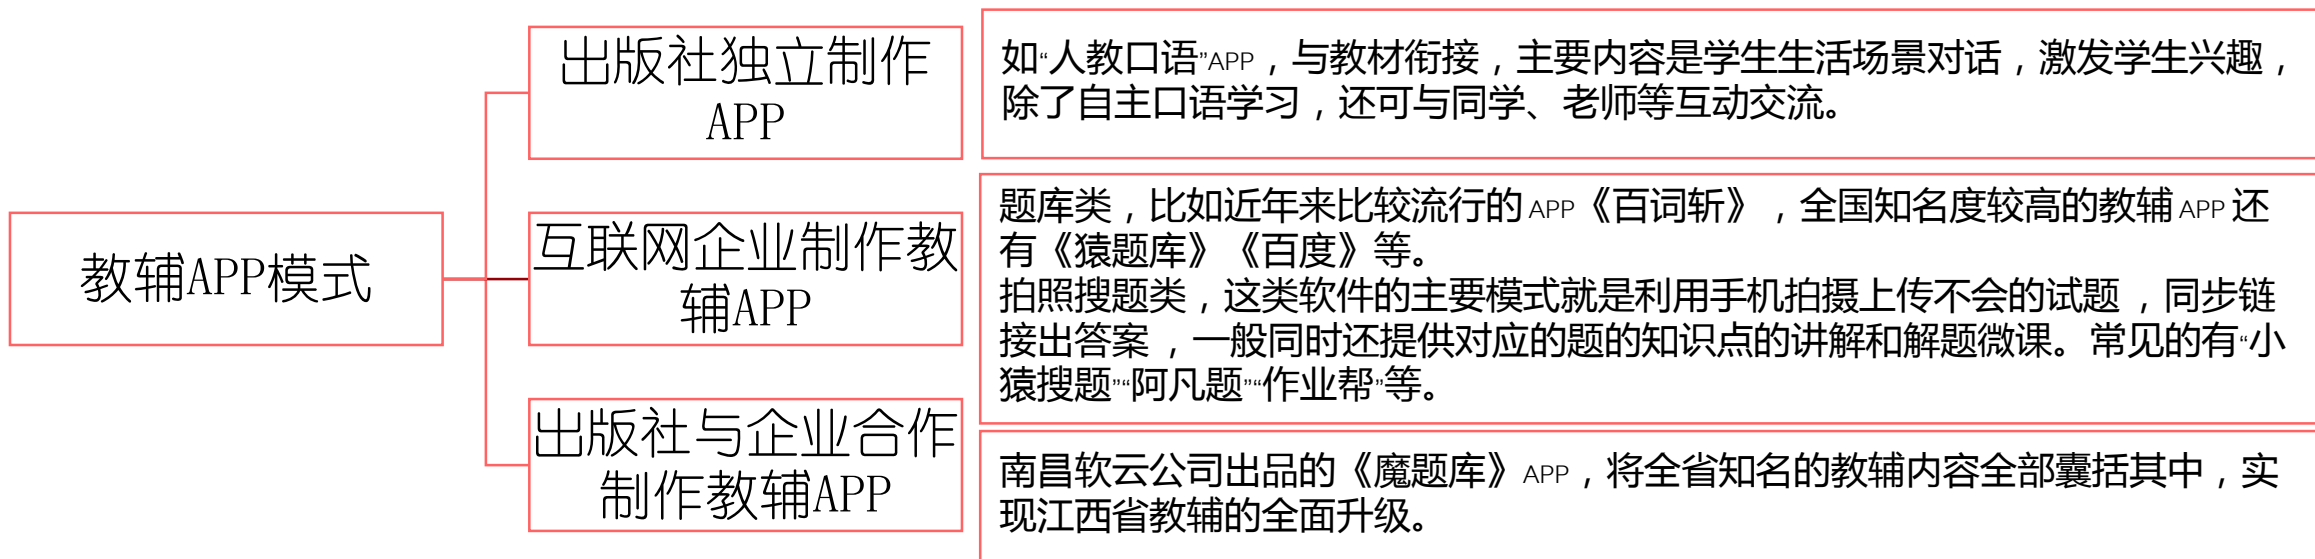 教辅APP模式
出版社独立制作
APP
如“人教口语”APP，与教材衔接，主要内容是学生生活场景对话，激发学生兴趣，
除了自主口语学习，还可与同学、老师等互动交流。
互联网企业制作教
辅APP
题库类，比如近年来比较流行的APP《百词斩》，全国知名度较高的教辅APP还
有《猿题库》《百度》等。
拍照搜题类，这类软件的主要模式就是利用手机拍摄上传不会的试题，同步链
接出答案，一般同时还提供对应的题的知识点的讲解和解题微课。常见的有“小
猿搜题”“阿凡题”“作业帮”等。
出版社与企业合作
制作教辅APP
南昌软云公司出品的《魔题库》APP，将全省知名的教辅内容全部囊括其中，实
现江西省教辅的全面升级。